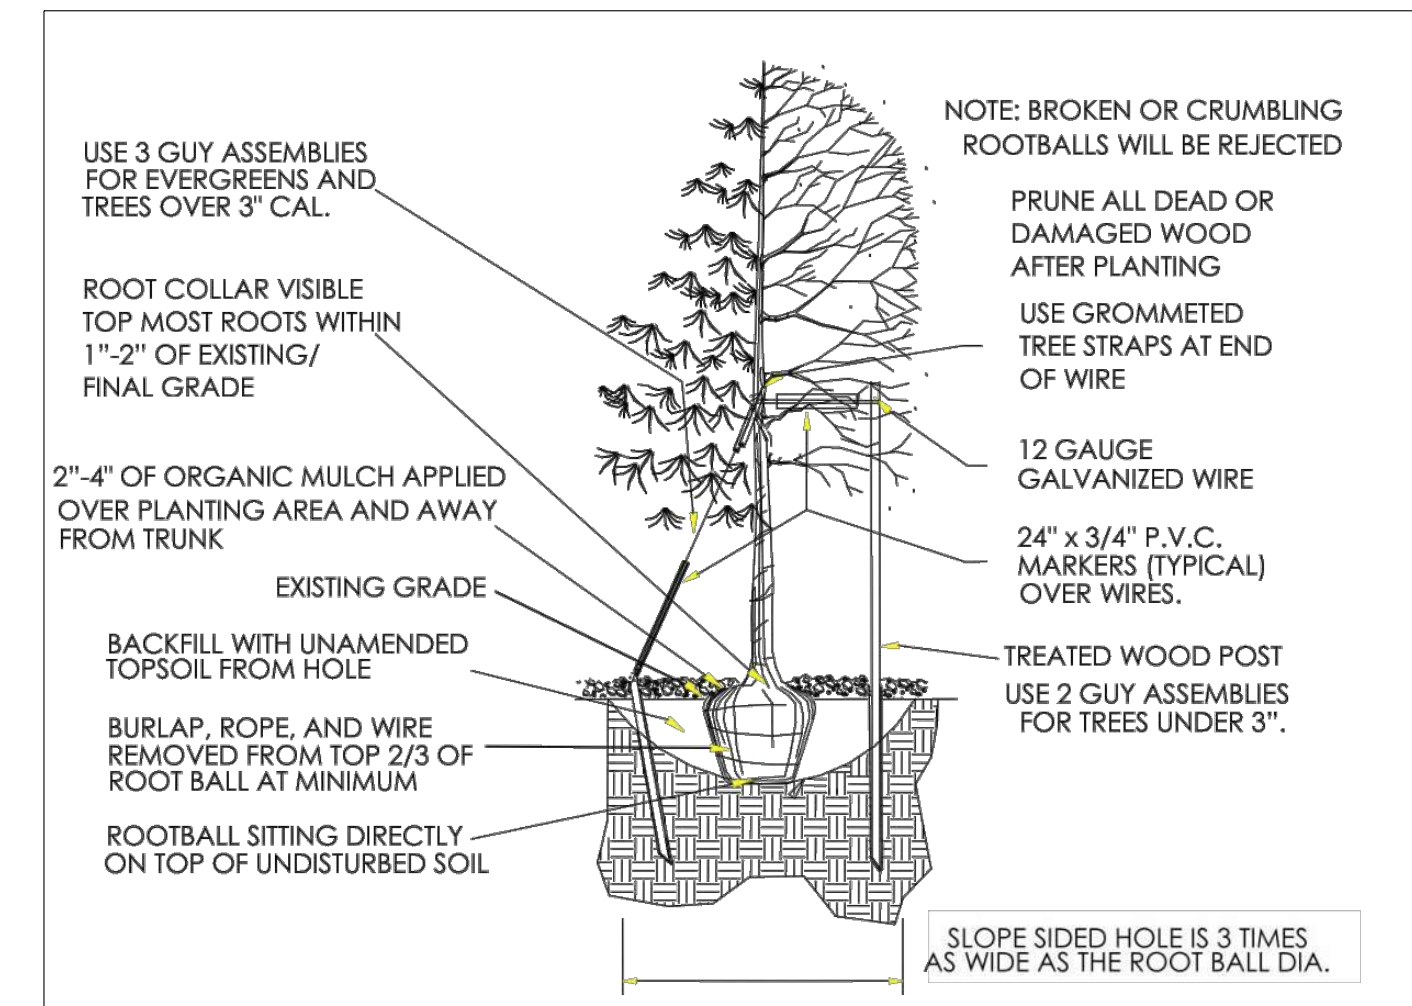 USE 3 GUY ASSEMBLIES
FOR EVERGREENS AND
TREES OVER 3" CAL.
ROOT COLLAR VISIBLE
TOP MOST ROOTS WITHIN
1"-2" OF EXISTING/
FINAL GRADE
2"-4" OF ORGANIC MULCH APPLIED
OVER PLANTING AREA AND AWAY
FROM TRUNK
EXISTING GRADE
BACKFILL WITH UNAMENDED
TOPSOIL FROM HOLE
BURLAP, ROPE, AND WIRE
REMOVED FROM TOP 2/3 OF
ROOT BALL AT MINIMUM
ROOTBALL SITTING DIRECTLY
ON TOP OF UNDISTURBED SOIL
NOTE: BROKEN OR CRUMBLING
ROOTBALLS WILL BE REJECTED
PRUNE ALL DEAD OR
DAMAGED WOOD
AFTER PLANTING
USE GROMMETED
TREE STRAPS AT END
OF WIRE
12 GAUGE
GALVANIZED WIRE
24" x 3/4" P.V.C.
MARKERS (TYPICAL)
OVER WIRES.
TREATED WOOD POST
USE 2 GUY ASSEMBLIES
FOR TREES UNDER 3".
SLOPE SIDED HOLE IS 3 TIMES
AS WIDE AS THE ROOT BALL DIA.